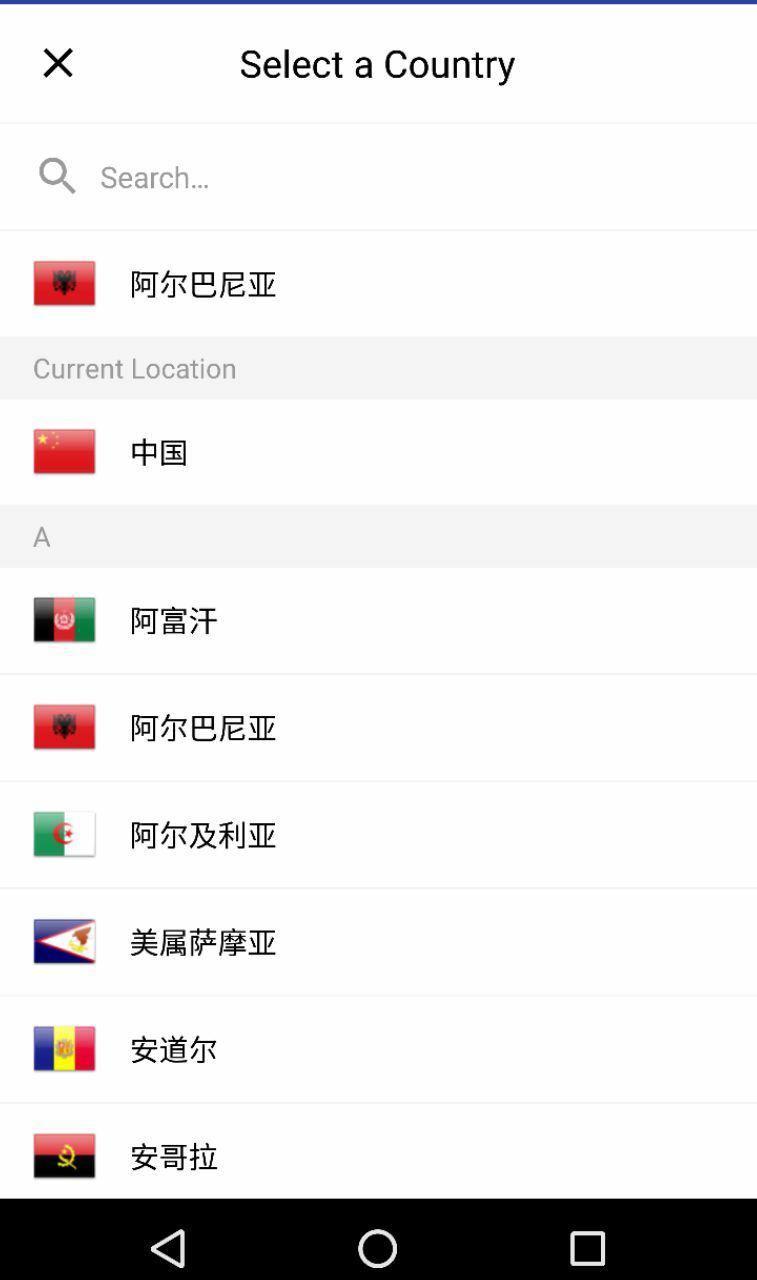 Select a Country
Search...
阿尔巴尼亚
Current Location
中国
A
阿富汗
阿尔巴尼亚
阿尔及利亚
美属萨摩亚
安道尔
安哥拉